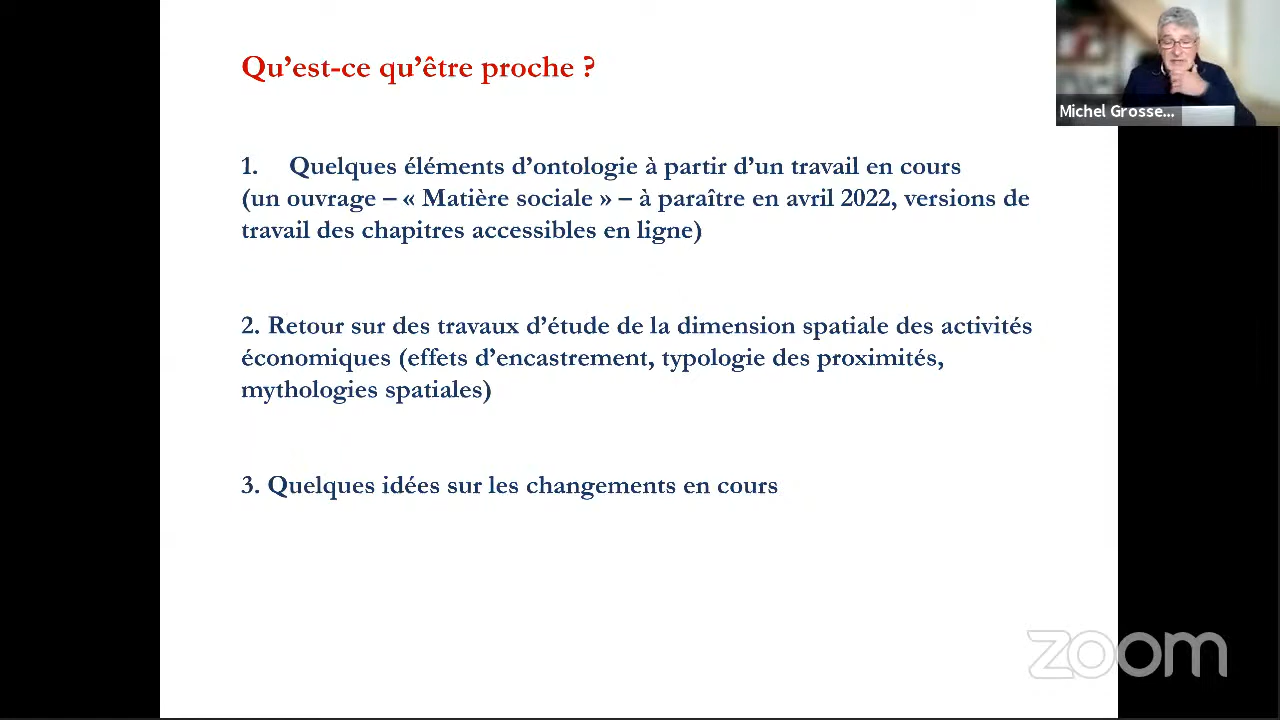 Qu’est-ce qu’être proche ?
Michel Grosse...
1. Quelques éléments d’ontologie à partir d’un travail en cours
(un ouvrage – « Matière sociale » – à paraître en avril 2022, versions de
travail des chapitres accessibles en ligne)
2. Retour sur des travaux d’étude de la dimension spatiale des activités
économiques (effets d’encastrement, typologie des proximités,
mythologies spatiales)
3. Quelques idées sur les changements en cours
zoom